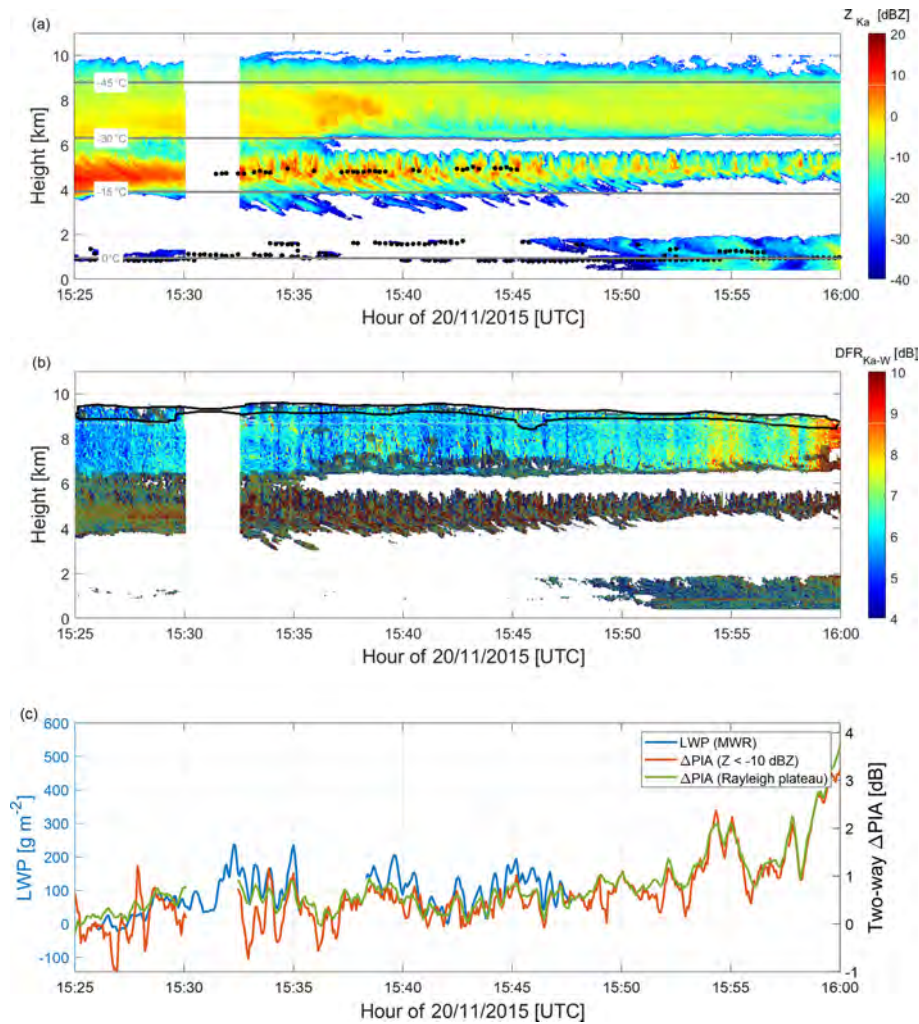 (a)
Z Ka [dBZ]
10
8
6
4
2
0
Height [km]
-45 °C
-30 °C
-15 °C
0°C
20
10
0
-10
-20
-30
-40
15:25 15:30 15:35 15:40 15:45 15:50 15:55 16:00
Hour of 20/11/2015 [UTC]
(b)
DFR Ka-W [dB]
10
8
6
4
2
0
Height [km]
10
9
8
7
6
5
4
15:25 15:30 15:35 15:40 15:45 15:50 15:55 16:00
Hour of 20/11/2015 [UTC]
(c)
600
500
400
300
200
100
0
-100
LWP [g m-2]
LWP (MWR)
ΔPIA (Z < -10 dBZ)
ΔPIA (Rayleigh plateau)
4
3
2
1
0
-1
Two-way ΔPIA [dB]
15:25 15:30 15:35 15:40 15:45 15:50 15:55 16:00
Hour of 20/11/2015 [UTC]